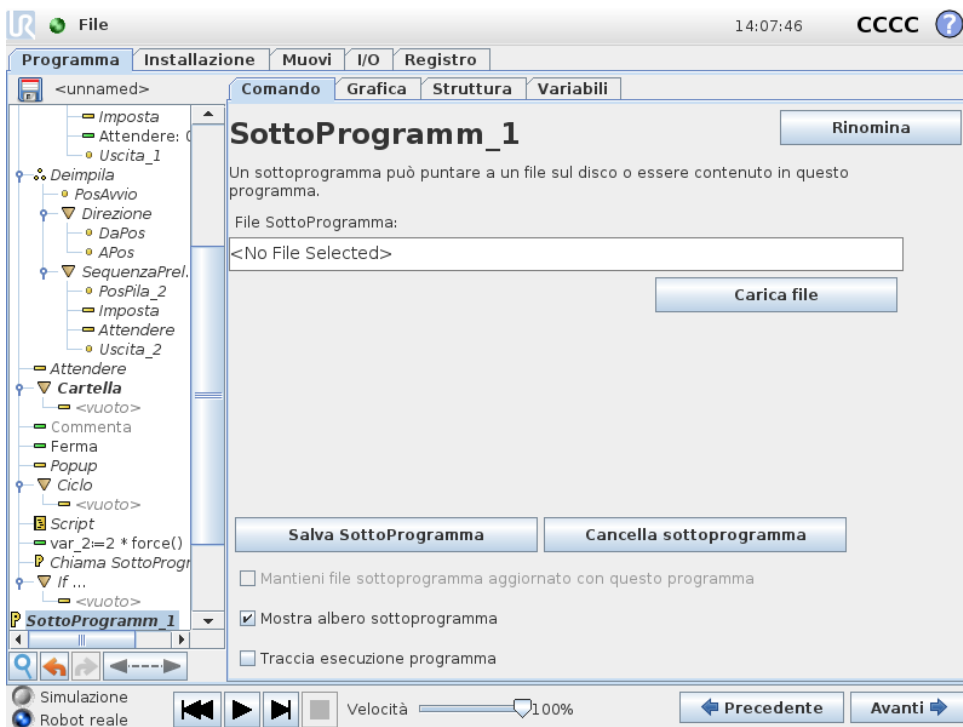 UR File 14:07:46 CCCC ?
Programma Installazione Muovi I/O Registro
<unnamed>
Comando Grafica Struttura Variabili
Imposta
Attendere: 0
Uscita_1
Deimpila
PosAvvio
Direzione
DaPos
APos
SequenzaPrel.
PosPila_2
Imposta
Attendere
Uscita_2
Attendere
Cartella
<vuoto>
Commenta
Ferma
Popup
Ciclo
<vuoto>
Script
var_2:=2 * force()
P Chiama SottoProgr
If ...
<vuoto>
P SottoProgramm_1
SottoProgramm_1
Rinomina
Un sottoprogramma può puntare a un file sul disco o essere contenuto in questo
programma.
File SottoProgramma:
<No File Selected>
Carica file
Salva SottoProgramma Cancella sottoprogramma
Mantieni file sottoprogramma aggiornato con questo programma
Mostra albero sottoprogramma
Traccia esecuzione programma
Simulazione
Robot reale
Velocità 100%
Precedente Avanti